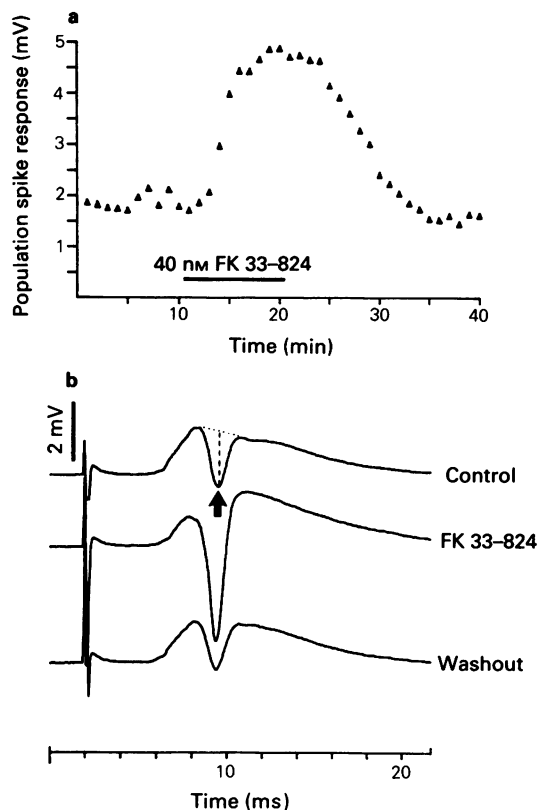 a
Population spike response (mV)
5
4
3
2
1
40 nM FK 33–824
10
20
30
40
Time (min)
b
2 mV
Control
FK 33–824
Washout
10
20
Time (ms)